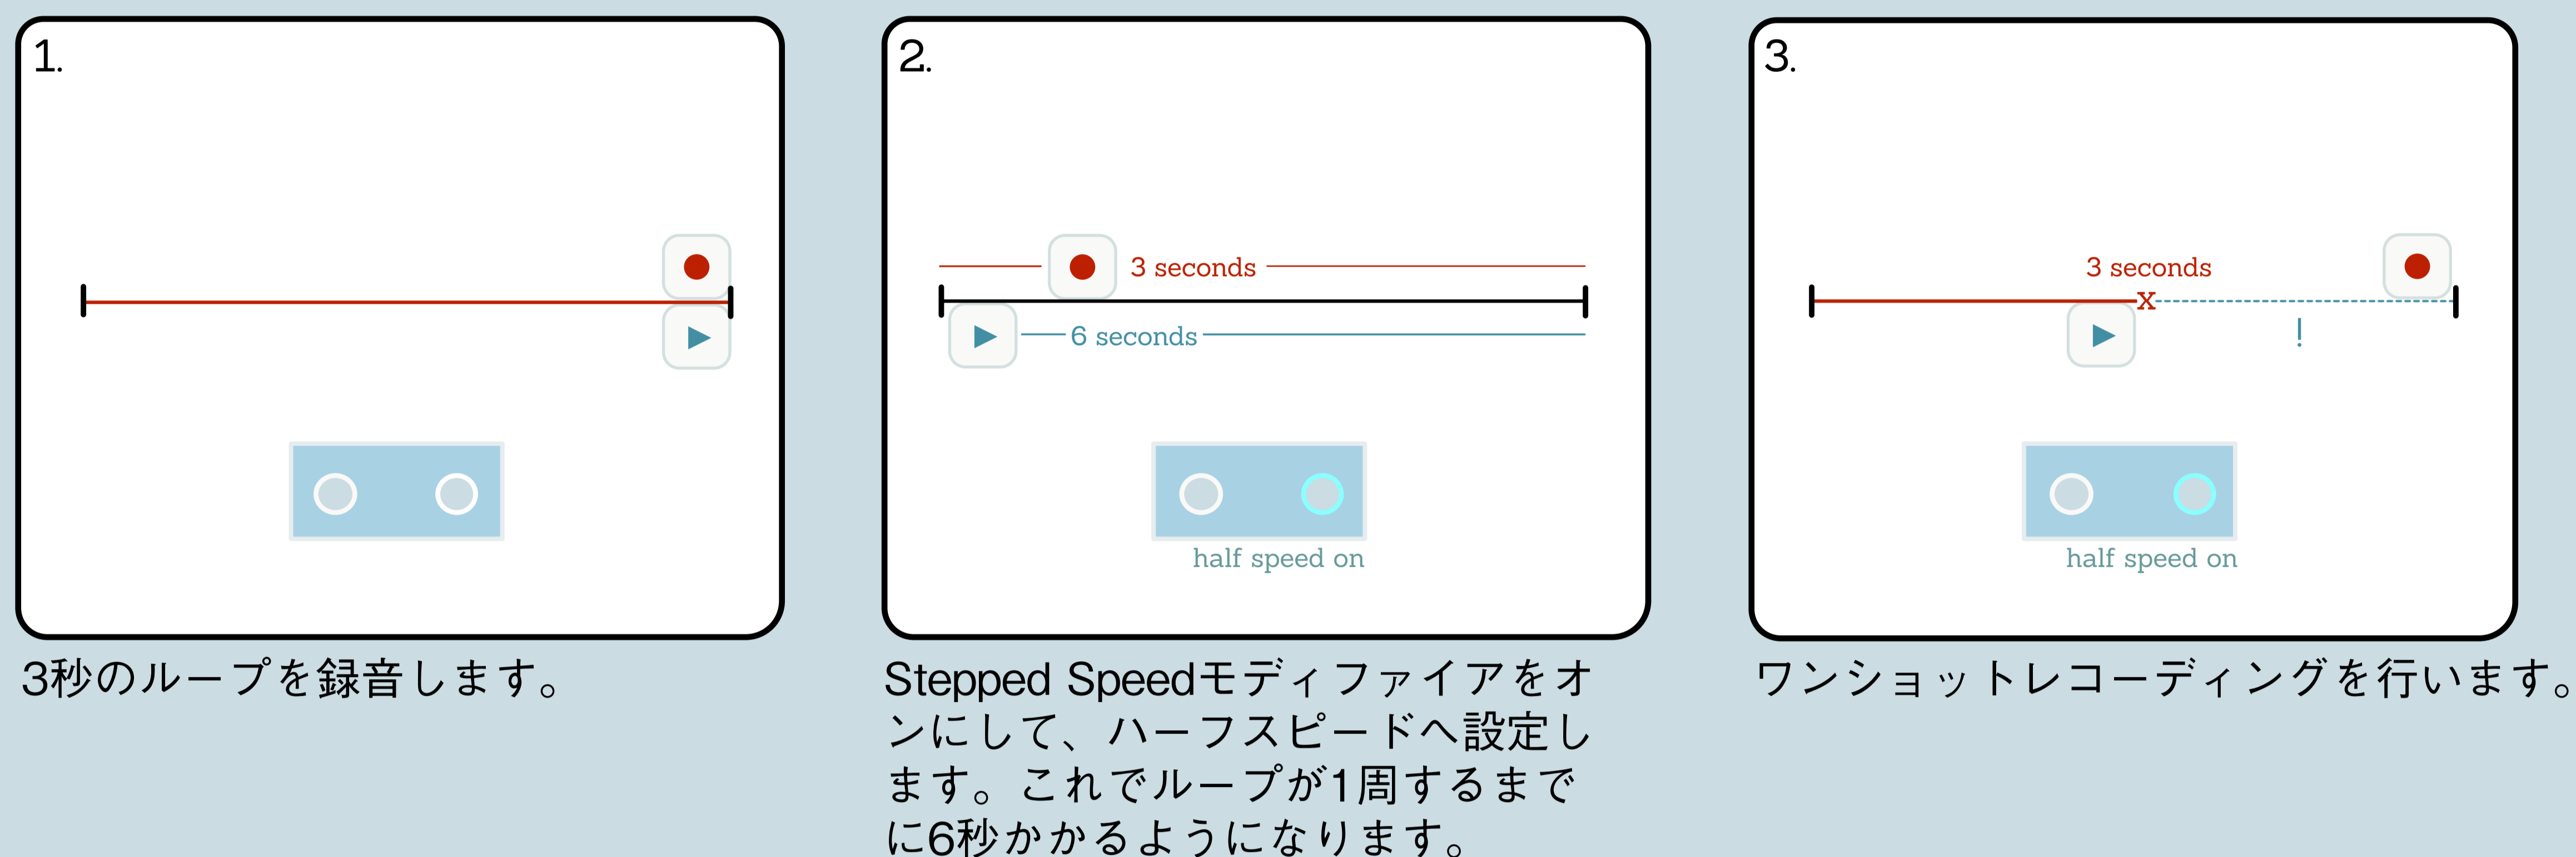 1.
3秒のループを録音します。
2.
3 seconds
6 seconds
half speed on
Stepped Speedモディファイアをオ
ンにして、ハーフスピードへ設定し
ます。これでループが1周するまで
に6秒かかるようになります。
3.
3 seconds
x
!
half speed on
ワンショットレコーディングを行います。